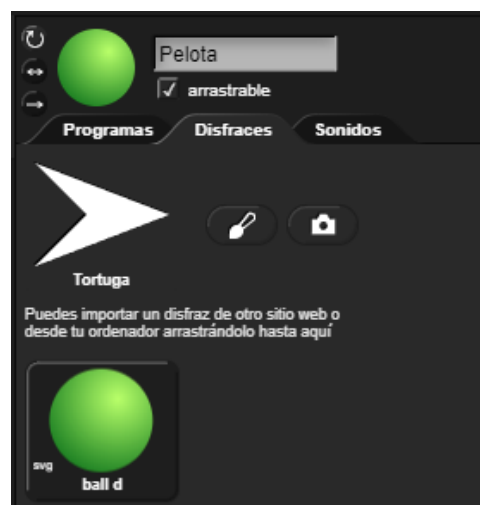 Pelota
arrastrable
Programas Disfraces Sonidos
Tortuga
Puedes importar un disfraz de otro sitio web o
desde tu ordenador arrastrándolo hasta aquí
svg
ball d